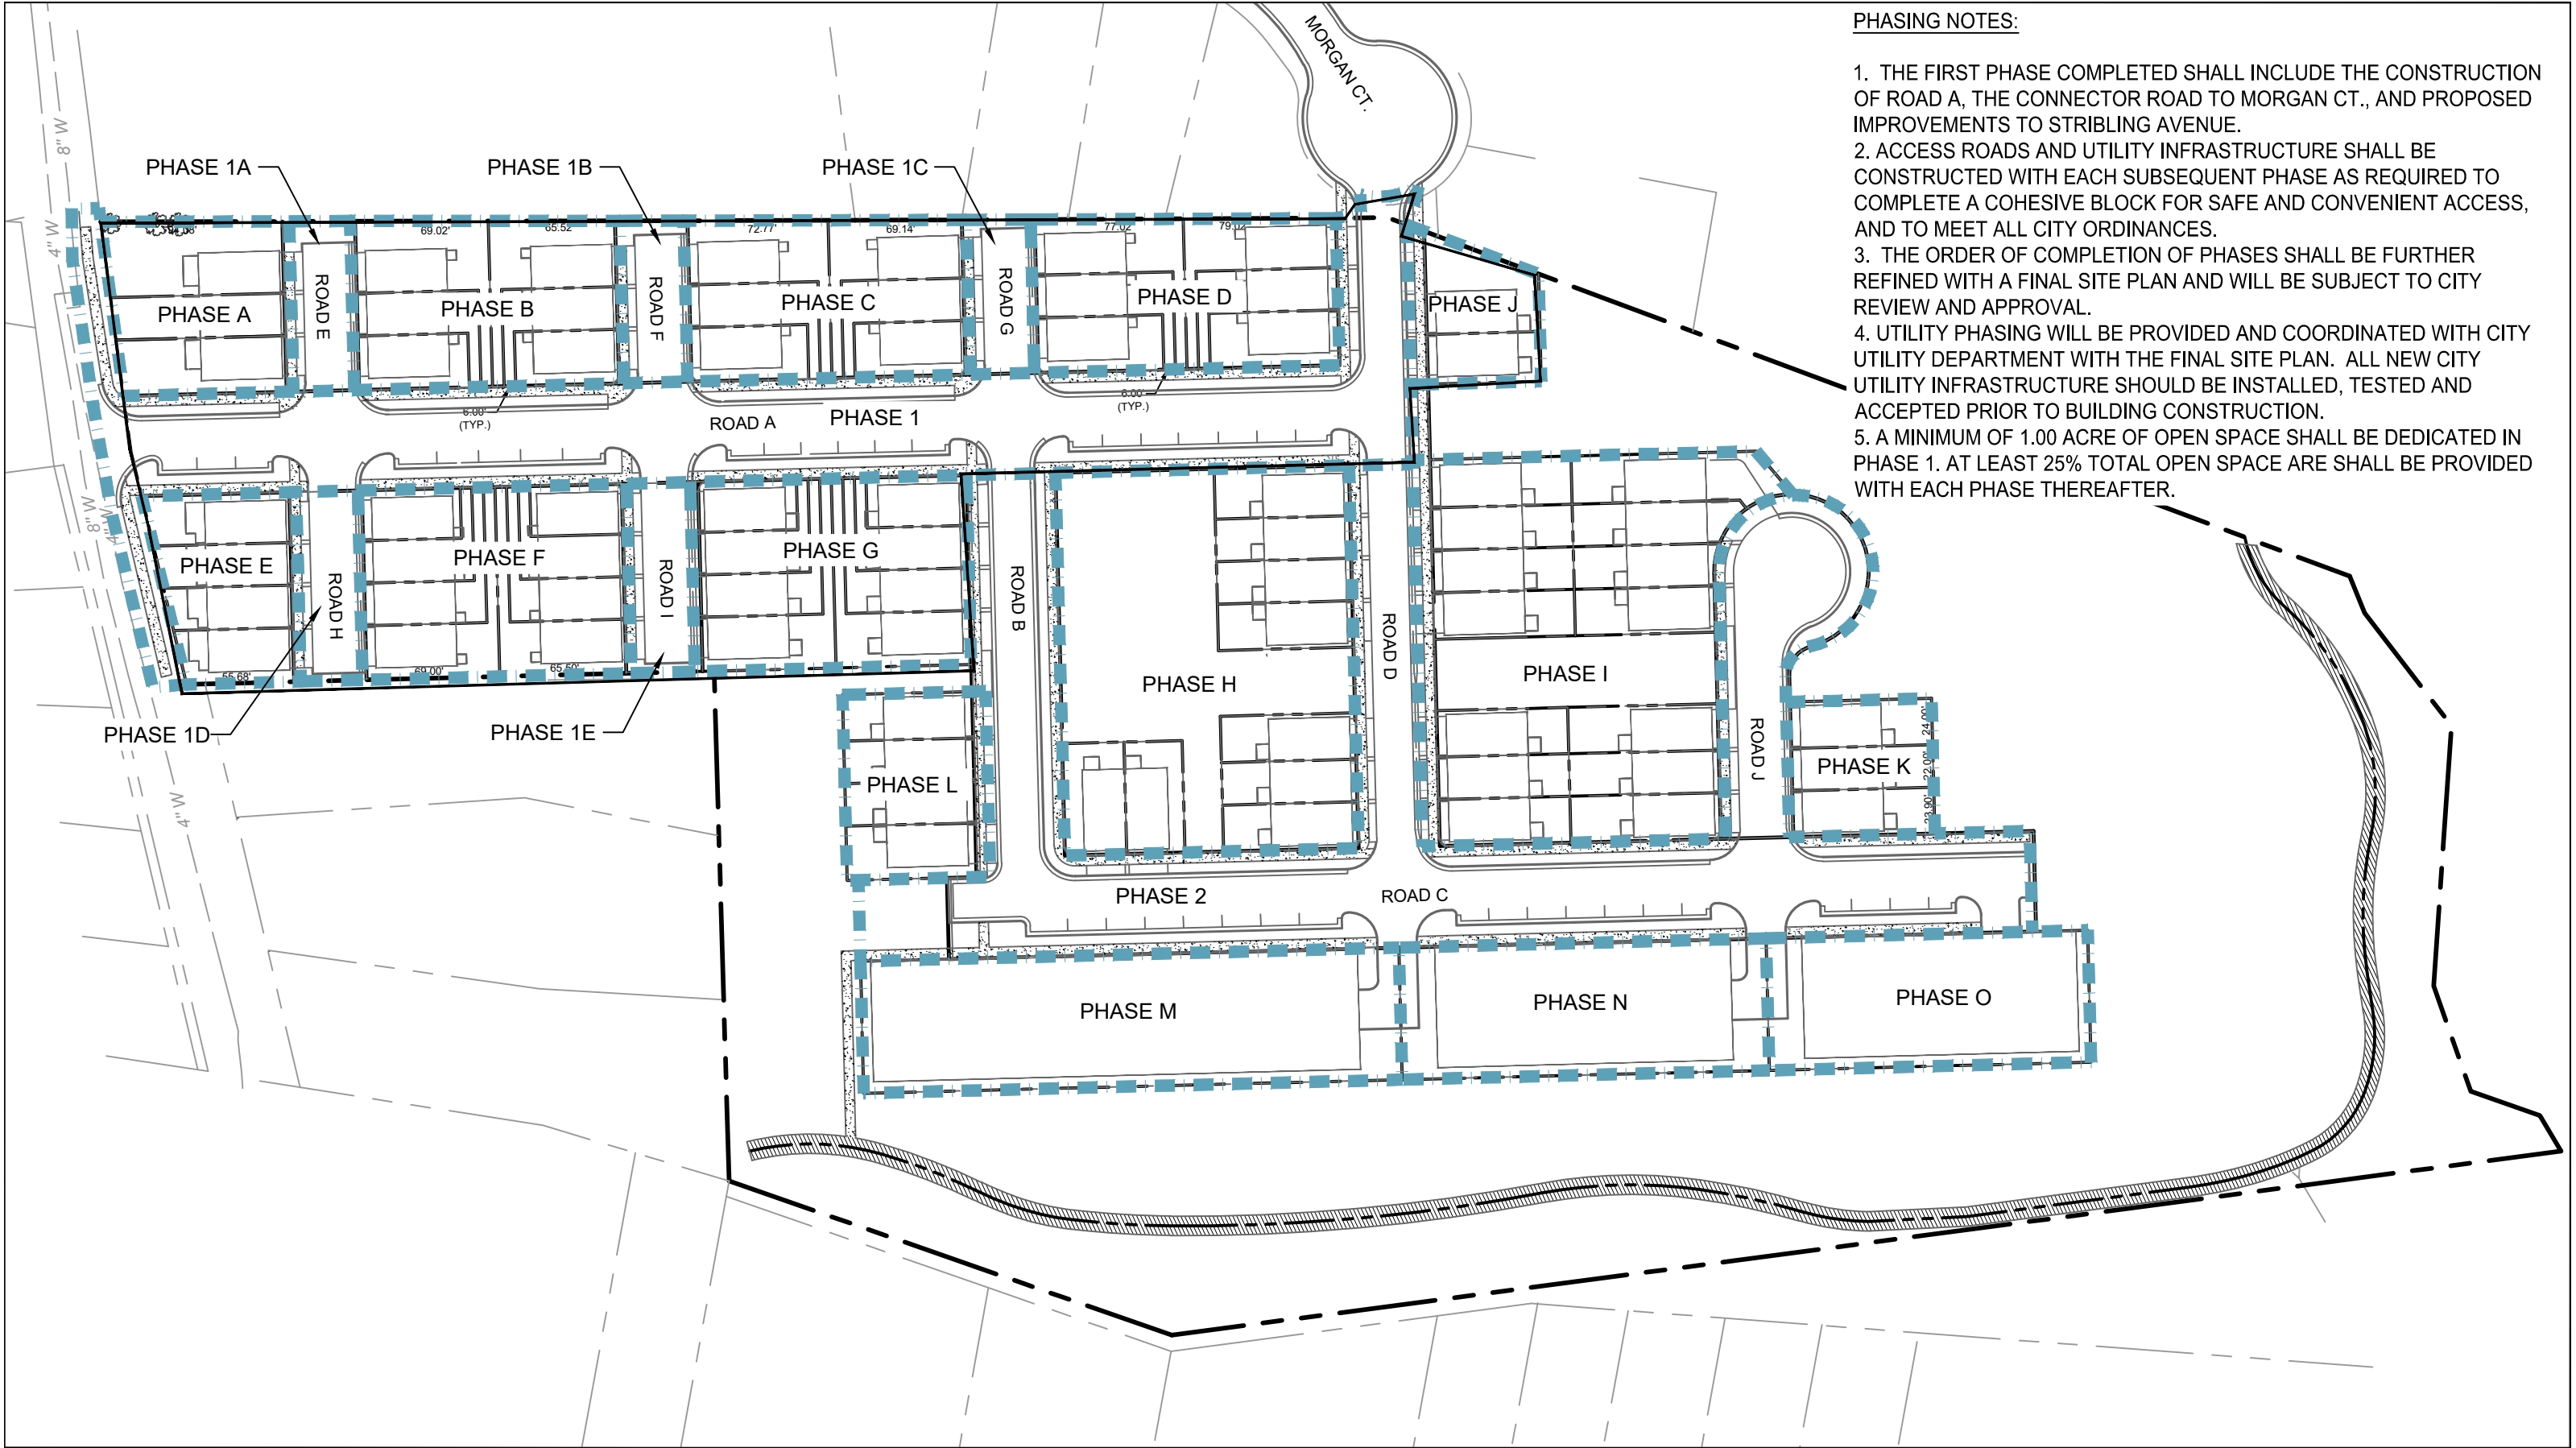 PHASING NOTES:
1. THE FIRST PHASE COMPLETED SHALL INCLUDE THE CONSTRUCTION
OF ROAD A, THE CONNECTOR ROAD TO MORGAN CT., AND PROPOSED
IMPROVEMENTS TO STRIBLING AVENUE.
2. ACCESS ROADS AND UTILITY INFRASTRUCTURE SHALL BE
CONSTRUCTED WITH EACH SUBSEQUENT PHASE AS REQUIRED TO
COMPLETE A COHESIVE BLOCK FOR SAFE AND CONVENIENT ACCESS,
AND TO MEET ALL CITY ORDINANCES.
3. THE ORDER OF COMPLETION OF PHASES SHALL BE FURTHER
REFINED WITH A FINAL SITE PLAN AND WILL BE SUBJECT TO CITY
REVIEW AND APPROVAL.
4. UTILITY PHASING WILL BE PROVIDED AND COORDINATED WITH CITY
UTILITY DEPARTMENT WITH THE FINAL SITE PLAN. ALL NEW CITY
UTILITY INFRASTRUCTURE SHOULD BE INSTALLED, TESTED AND
ACCEPTED PRIOR TO BUILDING CONSTRUCTION.
5. A MINIMUM OF 1.00 ACRE OF OPEN SPACE SHALL BE DEDICATED IN
PHASE 1. AT LEAST 25% TOTAL OPEN SPACE ARE SHALL BE PROVIDED
WITH EACH PHASE THEREAFTER.
MORGAN CT.
8" W
4" W
PHASE 1A
PHASE 1B
PHASE 1C
69.02'
65.52'
72.77'
69.14'
77.02'
79.02'
PHASE A
ROAD E
PHASE B
ROAD F
PHASE C
ROAD G
PHASE D
PHASE J
6.00'
(TYP.)
ROAD A
PHASE 1
6.00'
(TYP.)
8" W
4" W
PHASE E
ROAD H
PHASE F
ROAD I
PHASE G
ROAD B
PHASE H
ROAD D
PHASE I
ROAD J
55.68'
69.00'
65.50'
PHASE 1D
PHASE 1E
4" W
PHASE L
PHASE K
24.00'
22.00'
23.90'
PHASE 2
ROAD C
PHASE M
PHASE N
PHASE O